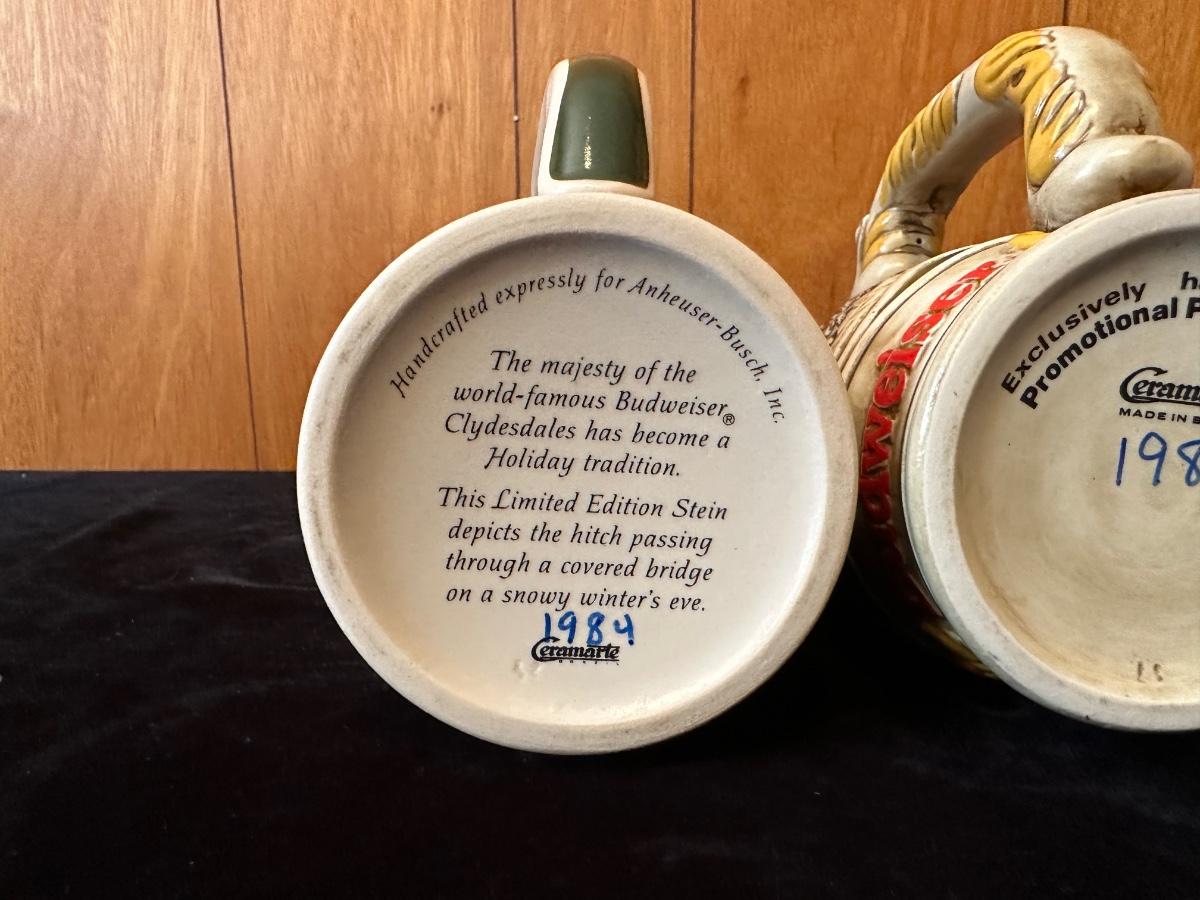 Handcrafted expressly for Anheuser-Busch, Inc.
The majesty of the
world-famous Budweiser®
Clydesdales has become a
Holiday tradition.
This Limited Edition Stein
depicts the hitch passing
through a covered bridge
on a snowy winter's eve.
1984
Ceramarte
BRAZIL
Exclusively
Promotional
MADE IN
198